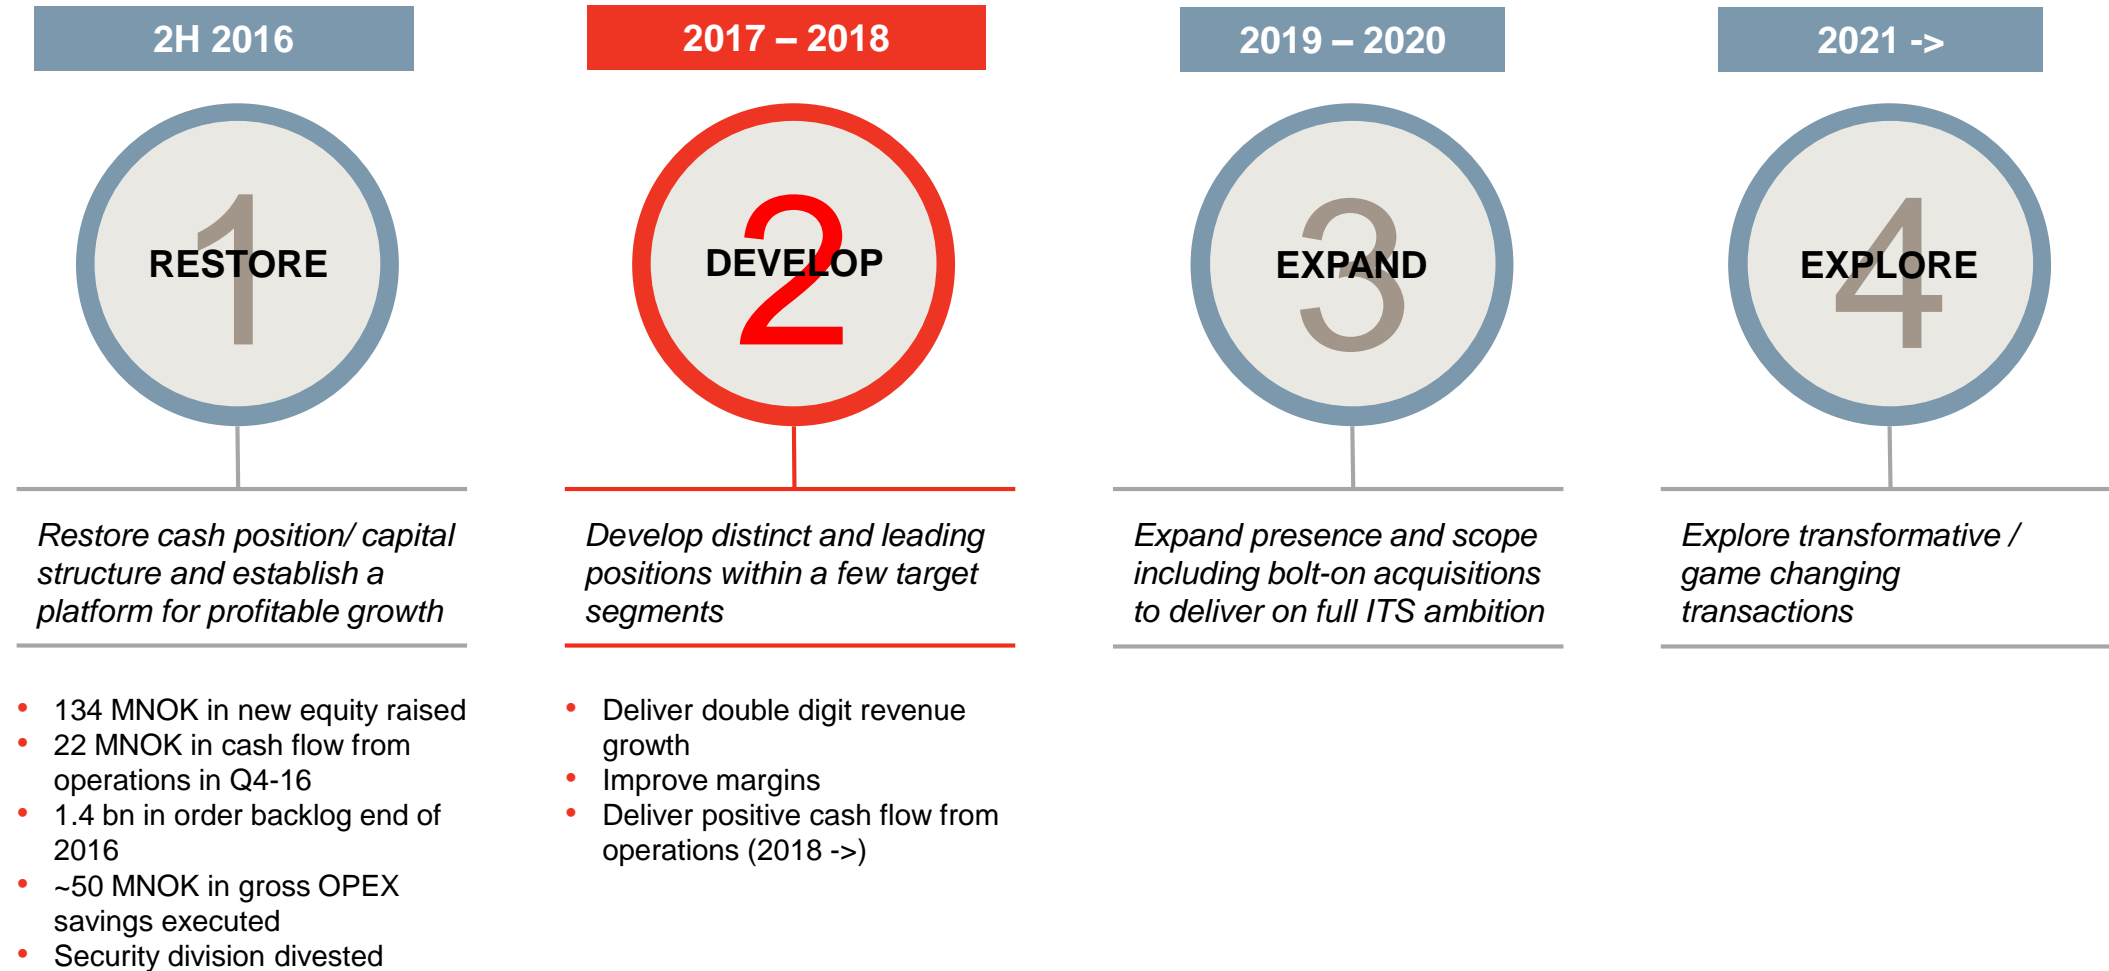 2H 2016
1
RESTORE
Restore cash position/ capital
structure and establish a
platform for profitable growth
• 134 MNOK in new equity raised
• 22 MNOK in cash flow from
operations in Q4-16
• 1.4 bn in order backlog end of
2016
• ~50 MNOK in gross OPEX
savings executed
• Security division divested
2017 – 2018
2
DEVELOP
Develop distinct and leading
positions within a few target
segments
• Deliver double digit revenue
growth
• Improve margins
• Deliver positive cash flow from
operations (2018 ->)
2019 – 2020
3
EXPAND
Expand presence and scope
including bolt-on acquisitions
to deliver on full ITS ambition
2021 ->
4
EXPLORE
Explore transformative /
game changing
transactions